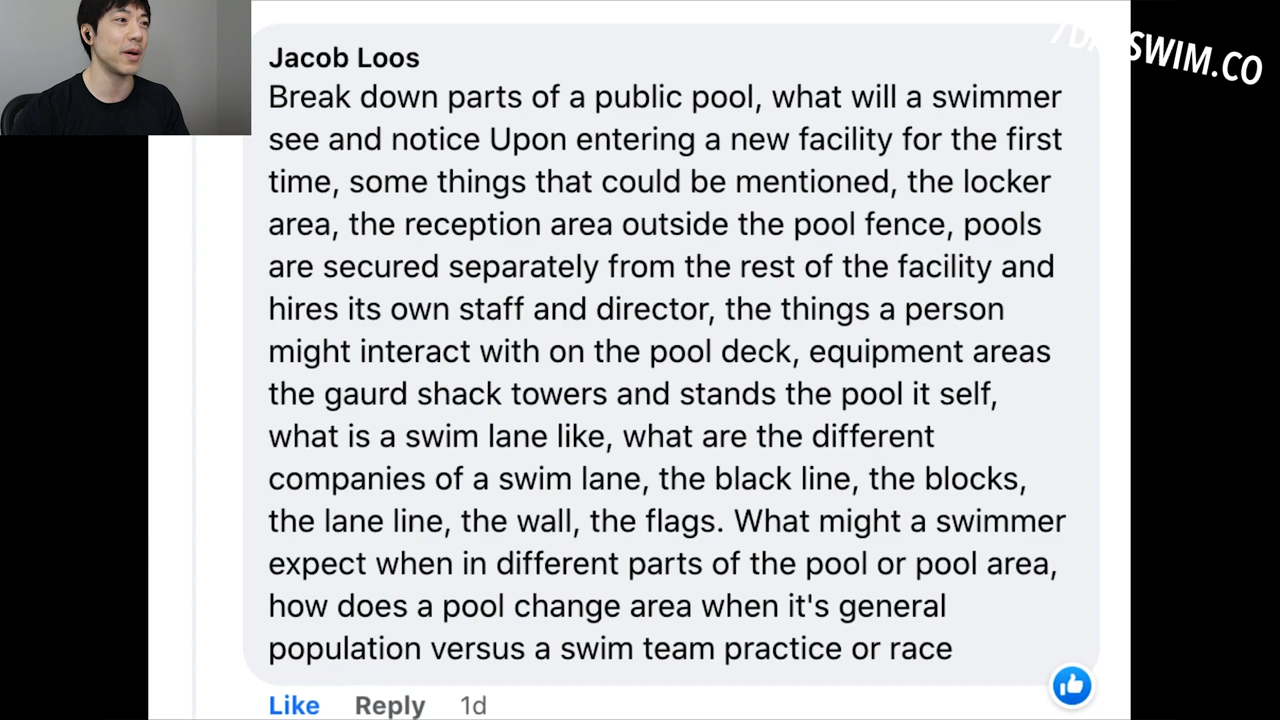 Jacob Loos
Break down parts of a public pool, what will a swimmer
see and notice Upon entering a new facility for the first
time, some things that could be mentioned, the locker
area, the reception area outside the pool fence, pools
are secured separately from the rest of the facility and
hires its own staff and director, the things a person
might interact with on the pool deck, equipment areas
the gaurd shack towers and stands the pool it self,
what is a swim lane like, what are the different
companies of a swim lane, the black line, the blocks,
the lane line, the wall, the flags. What might a swimmer
expect when in different parts of the pool or pool area,
how does a pool change area when it's general
population versus a swim team practice or race
Like Reply 1d